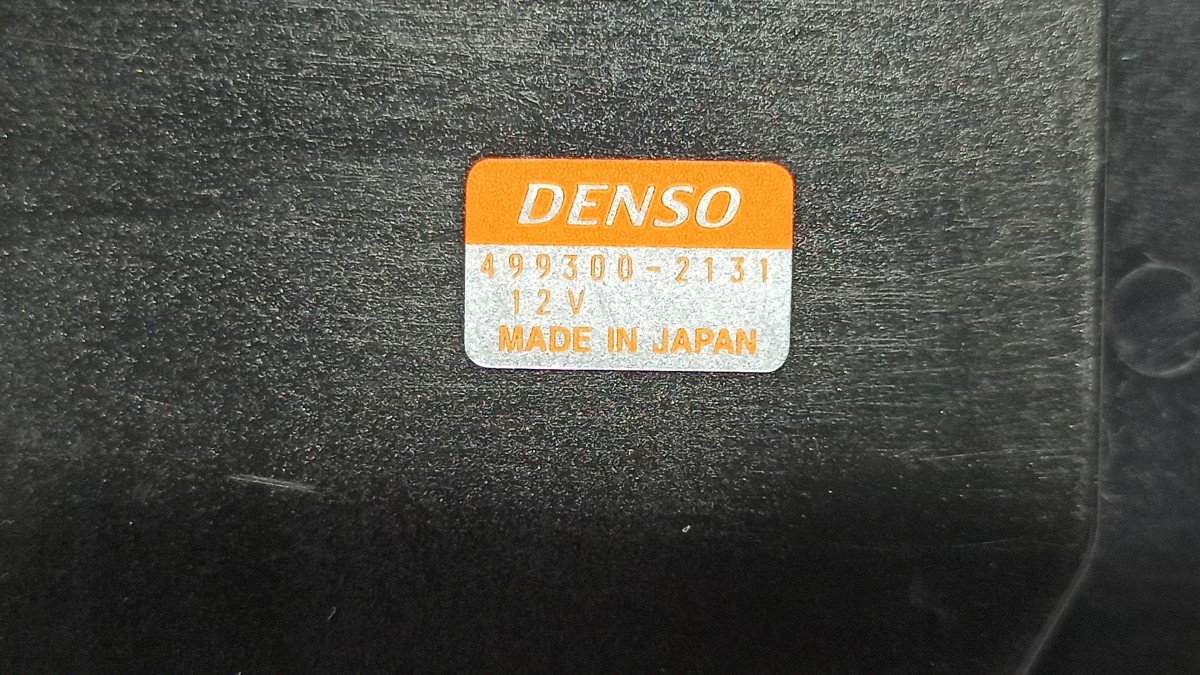 DENSO
499300-2131
12V
MADE IN JAPAN